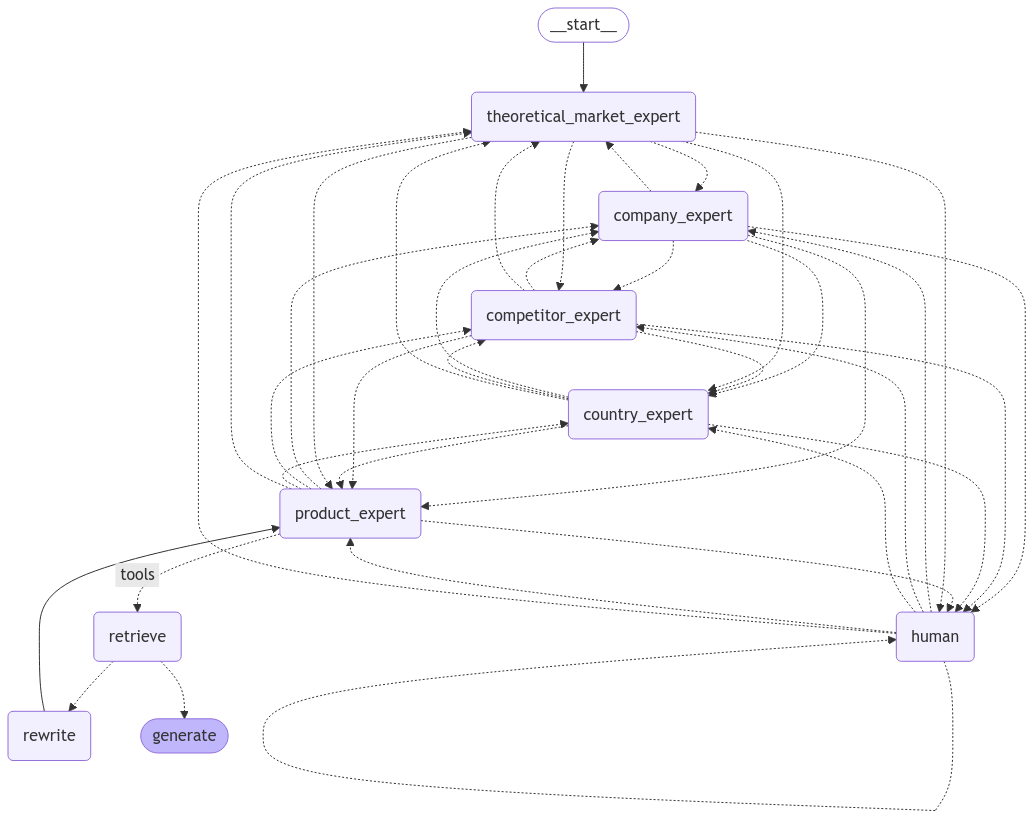 __start__
theoretical_market_expert
company_expert
competitor_expert
country_expert
product_expert
tools
retrieve
human
rewrite
generate